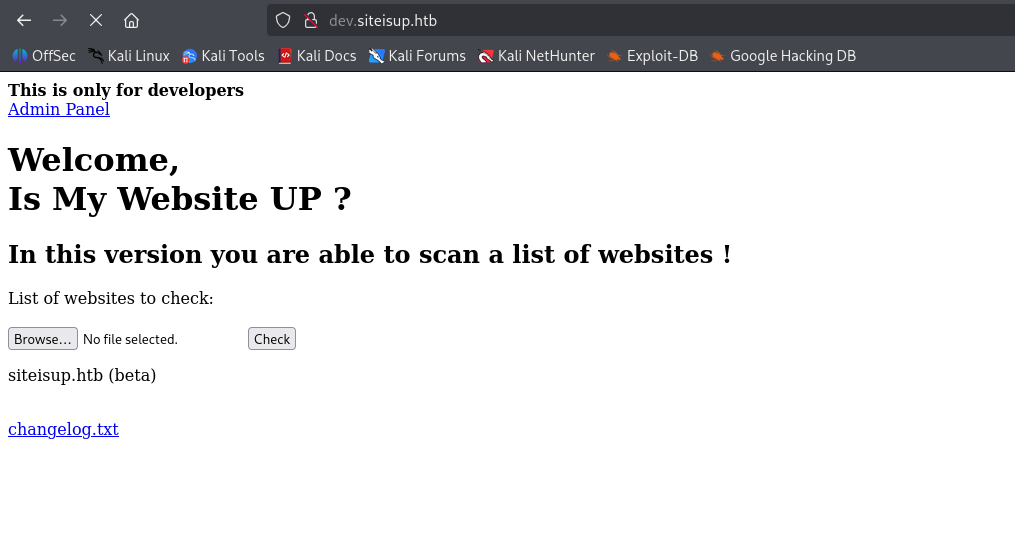 dev.siteisup.htb
OffSec Kali Linux Kali Tools Kali Docs Kali Forums Kali NetHunter Exploit-DB Google Hacking DB
This is only for developers
Admin Panel
Welcome,
Is My Website UP ?
In this version you are able to scan a list of websites !
List of websites to check:
Browse... No file selected. Check
siteisup.htb (beta)
changelog.txt